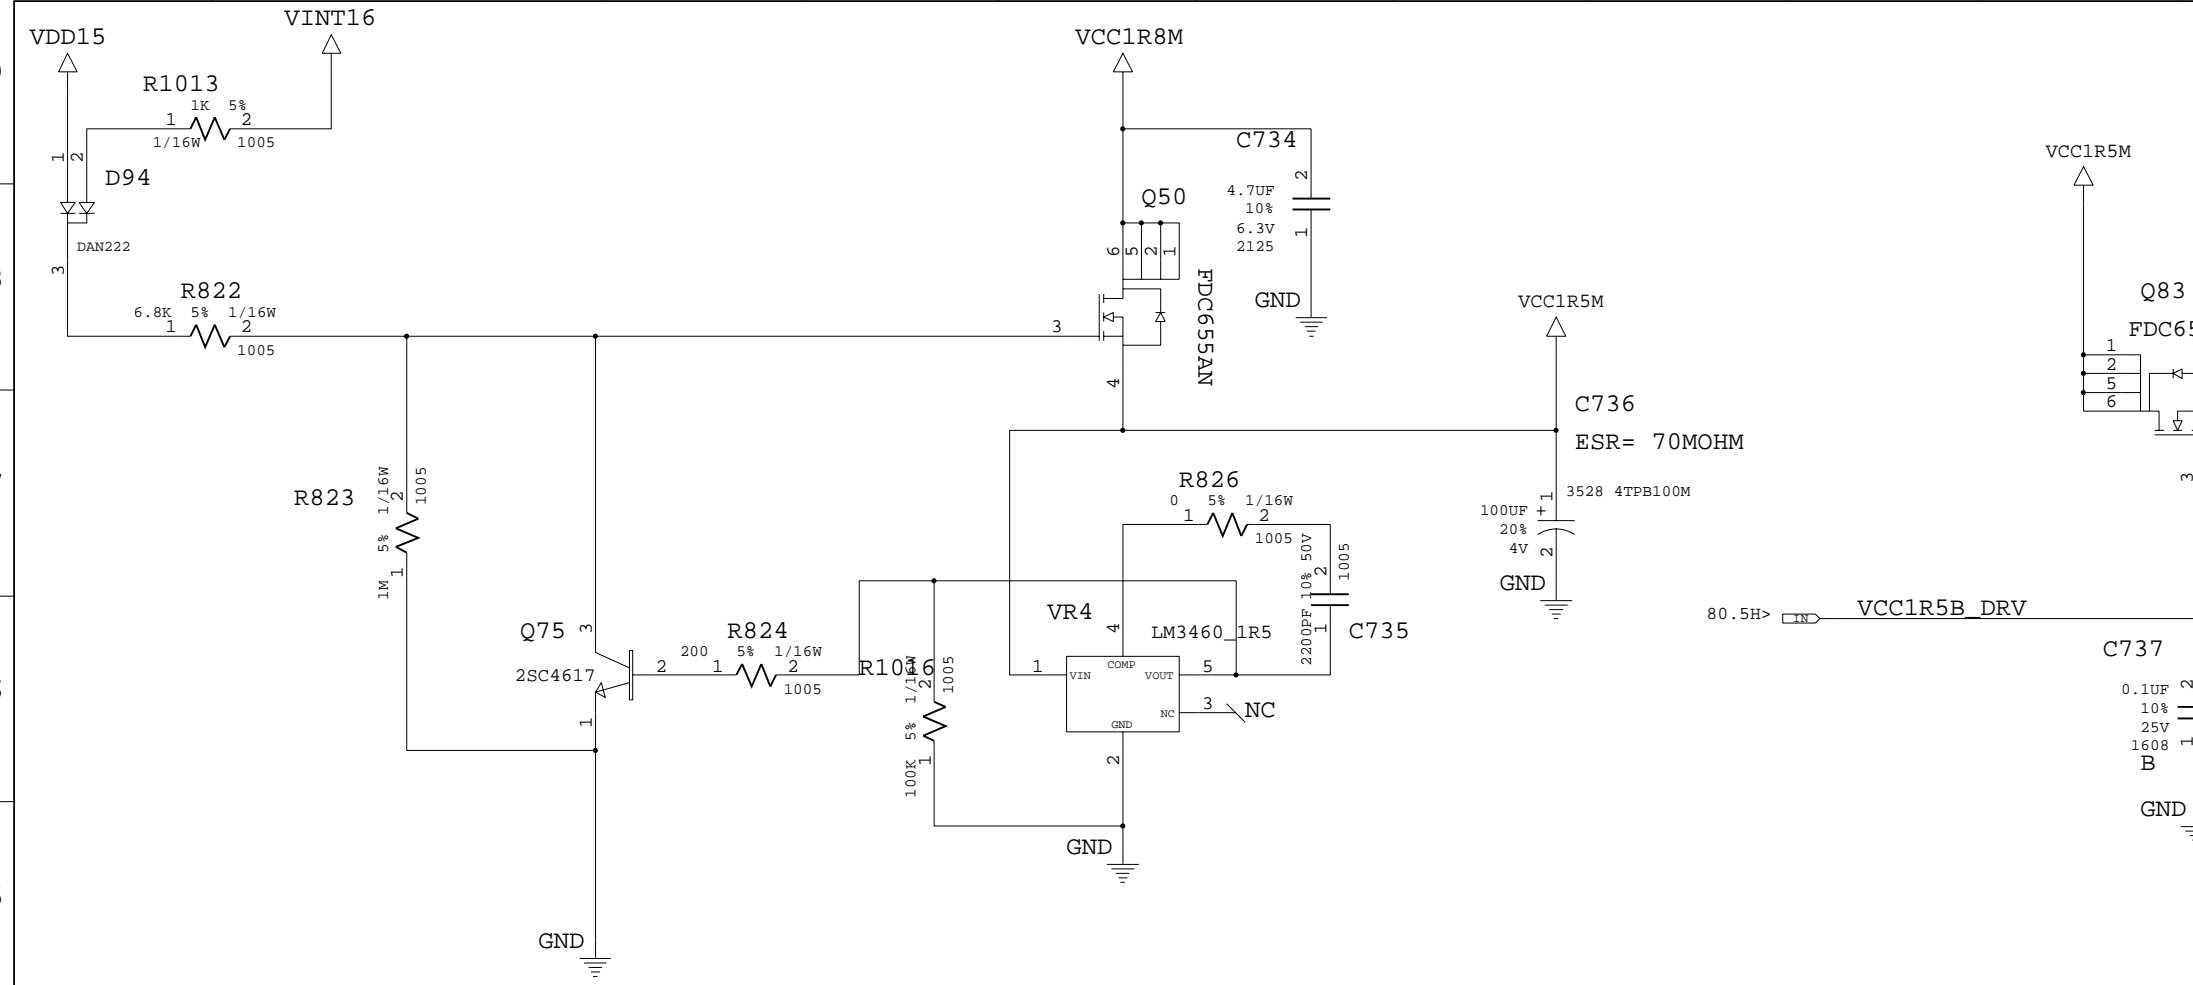 VINT16
VDD15
R1013
1K 5%
1 2
1/16W 1005
1
2
D94
DAN222
3
R822
6.8K 5% 1/16W
1 2
1005
VCC1R8M
C734
2
4.7UF
10%
6.3V
2125
1
GND
Q50
6
5
2
1
FDC655AN
3
4
VCC1R5M
C736
ESR= 70MOHM
3528 4TPB100M
1
100UF +
20%
4V
2
GND
R823
1M 5% 1/16W
2
1005
1
R826
0 5% 1/16W
1 2
1005
2200PF 10% 50V
2
1005
1
C735
VR4
LM3460_1R5
4
COMP
1
VIN
VOUT
5
NC
3
NC
GND
2
GND
Q75
2SC4617
3
2
1
R824
200 5% 1/16W
1 2
1005
R1016
100K 5% 1/16W
2
1005
1
GND
VCC1R5M
Q83
1
2
5
6
3
80.5H>
IN
VCC1R5B_DRV
C737
2
0.1UF
10%
25V
1608
1
B
GND